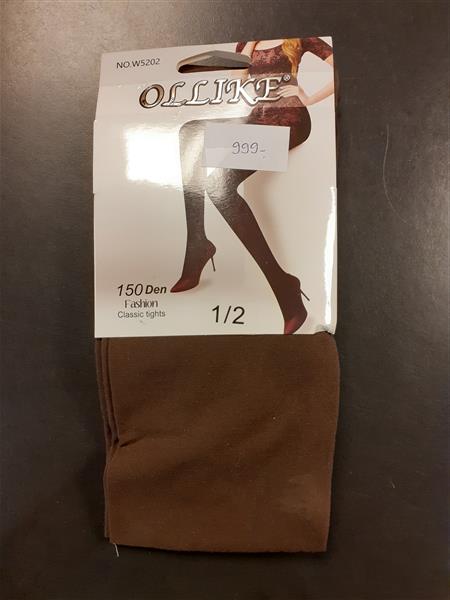 NO.W5202
OLLIKE®
999.-
150 Den
Fashion
Classic tights
1/2